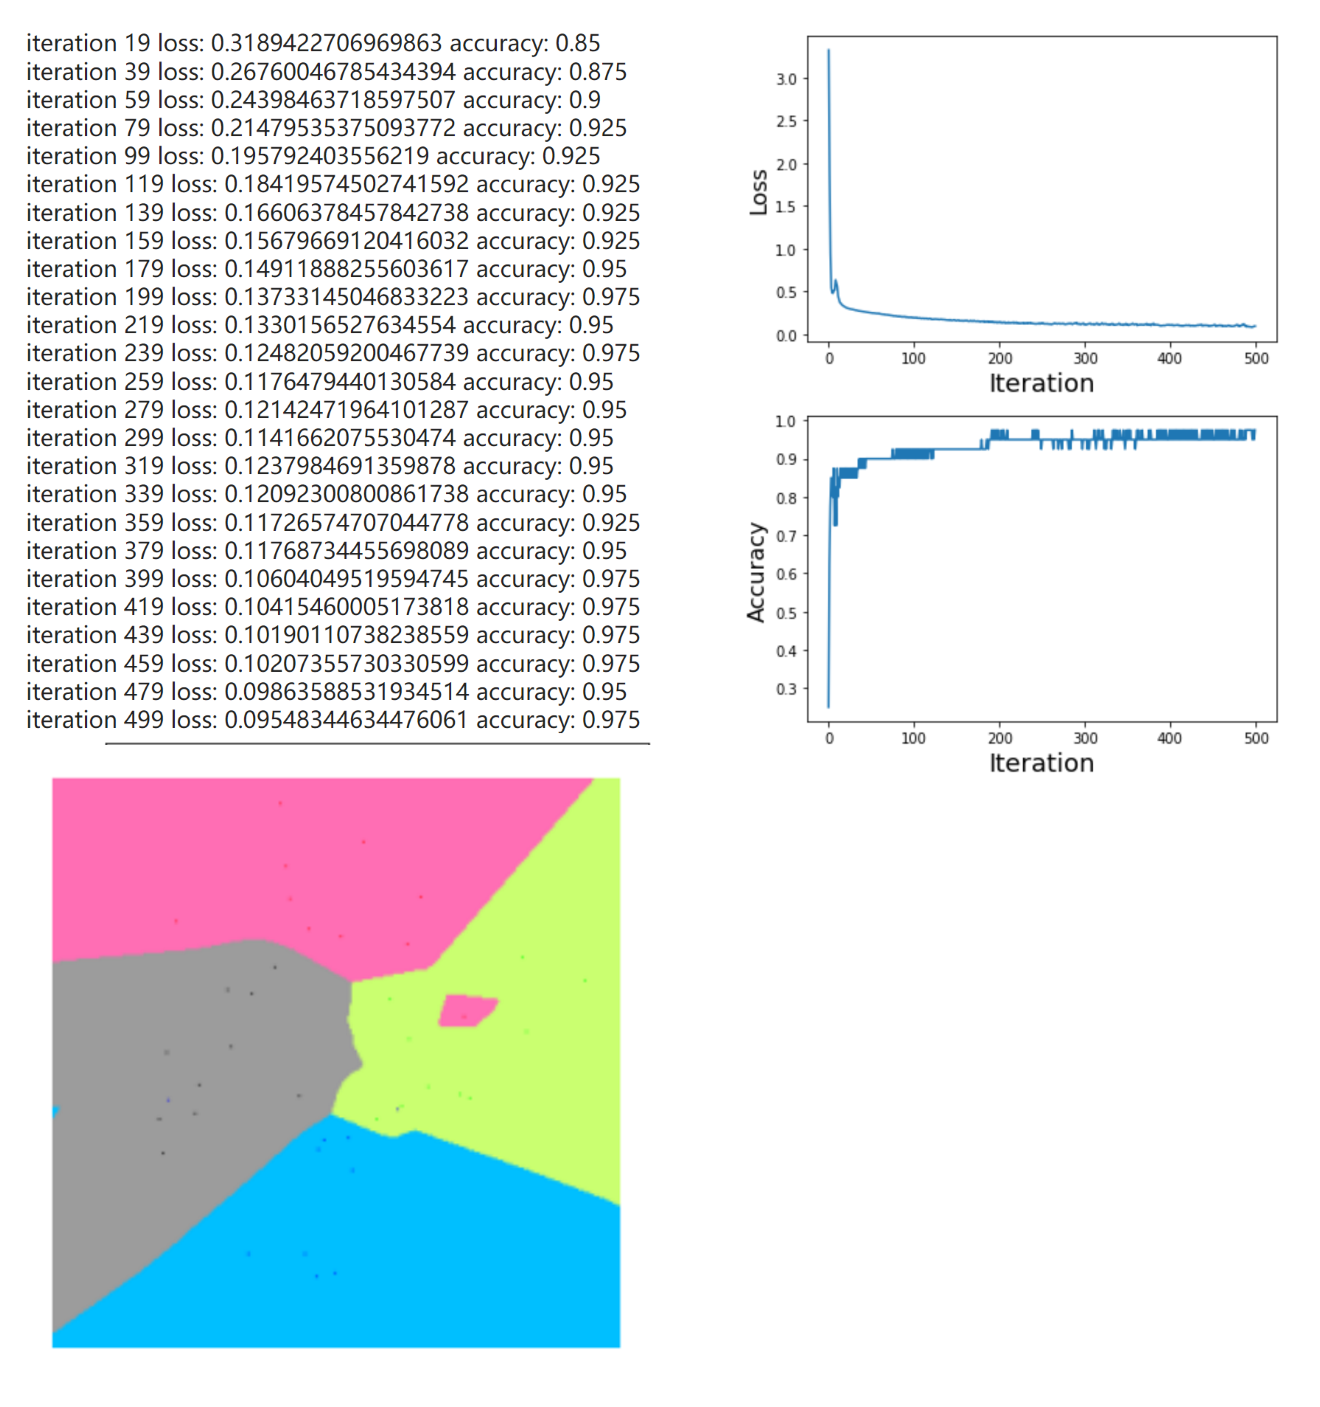 iteration 19 loss: 0.3189422706969863 accuracy: 0.85
iteration 39 loss: 0.26760046785434394 accuracy: 0.875
iteration 59 loss: 0.24398463718597507 accuracy: 0.9
iteration 79 loss: 0.21479535375093772 accuracy: 0.925
iteration 99 loss: 0.195792403556219 accuracy: 0.925
iteration 119 loss: 0.18419574502741592 accuracy: 0.925
iteration 139 loss: 0.16606378457842738 accuracy: 0.925
iteration 159 loss: 0.15679669120416032 accuracy: 0.925
iteration 179 loss: 0.14911888255603617 accuracy: 0.95
iteration 199 loss: 0.13733145046833223 accuracy: 0.975
iteration 219 loss: 0.1330156527634554 accuracy: 0.95
iteration 239 loss: 0.12482059200467739 accuracy: 0.975
iteration 259 loss: 0.1176479440130584 accuracy: 0.95
iteration 279 loss: 0.12142471964101287 accuracy: 0.95
iteration 299 loss: 0.1141662075530474 accuracy: 0.95
iteration 319 loss: 0.1237984691359878 accuracy: 0.95
iteration 339 loss: 0.12092300800861738 accuracy: 0.95
iteration 359 loss: 0.11726574707044778 accuracy: 0.925
iteration 379 loss: 0.11768734455698089 accuracy: 0.95
iteration 399 loss: 0.10604049519594745 accuracy: 0.975
iteration 419 loss: 0.10415460005173818 accuracy: 0.975
iteration 439 loss: 0.10190110738238559 accuracy: 0.975
iteration 459 loss: 0.10207355730330599 accuracy: 0.975
iteration 479 loss: 0.09863588531934514 accuracy: 0.95
iteration 499 loss: 0.09548344634476061 accuracy: 0.975
Loss
3.0
2.5
2.0
1.5
1.0
0.5
0.0
0 100 200 300 400 500
Iteration
Accuracy
1.0
0.9
0.8
0.7
0.6
0.5
0.4
0.3
0 100 200 300 400 500
Iteration